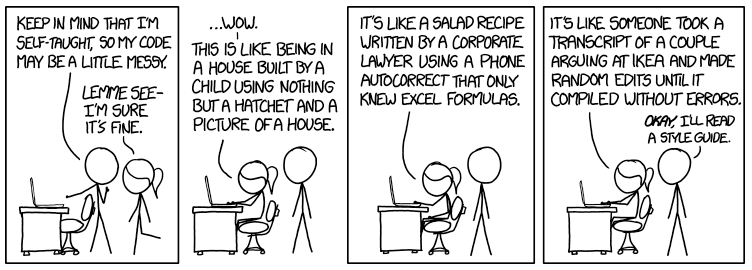 KEEP IN MIND THAT I'M
SELF-TAUGHT, SO MY CODE
MAY BE A LITTLE MESSY.
LEMME SEE-
I'M SURE
IT'S FINE.
...WOW.
THIS IS LIKE BEING IN
A HOUSE BUILT BY A
CHILD USING NOTHING
BUT A HATCHET AND A
PICTURE OF A HOUSE.
IT'S LIKE A SALAD RECIPE
WRITTEN BY A CORPORATE
LAWYER USING A PHONE
AUTOCORRECT THAT ONLY
KNEW EXCEL FORMULAS.
IT'S LIKE SOMEONE TOOK A
TRANSCRIPT OF A COUPLE
ARGUING AT IKEA AND MADE
RANDOM EDITS UNTIL IT
COMPILED WITHOUT ERRORS.
OKAY, I'LL READ
A STYLE GUIDE.